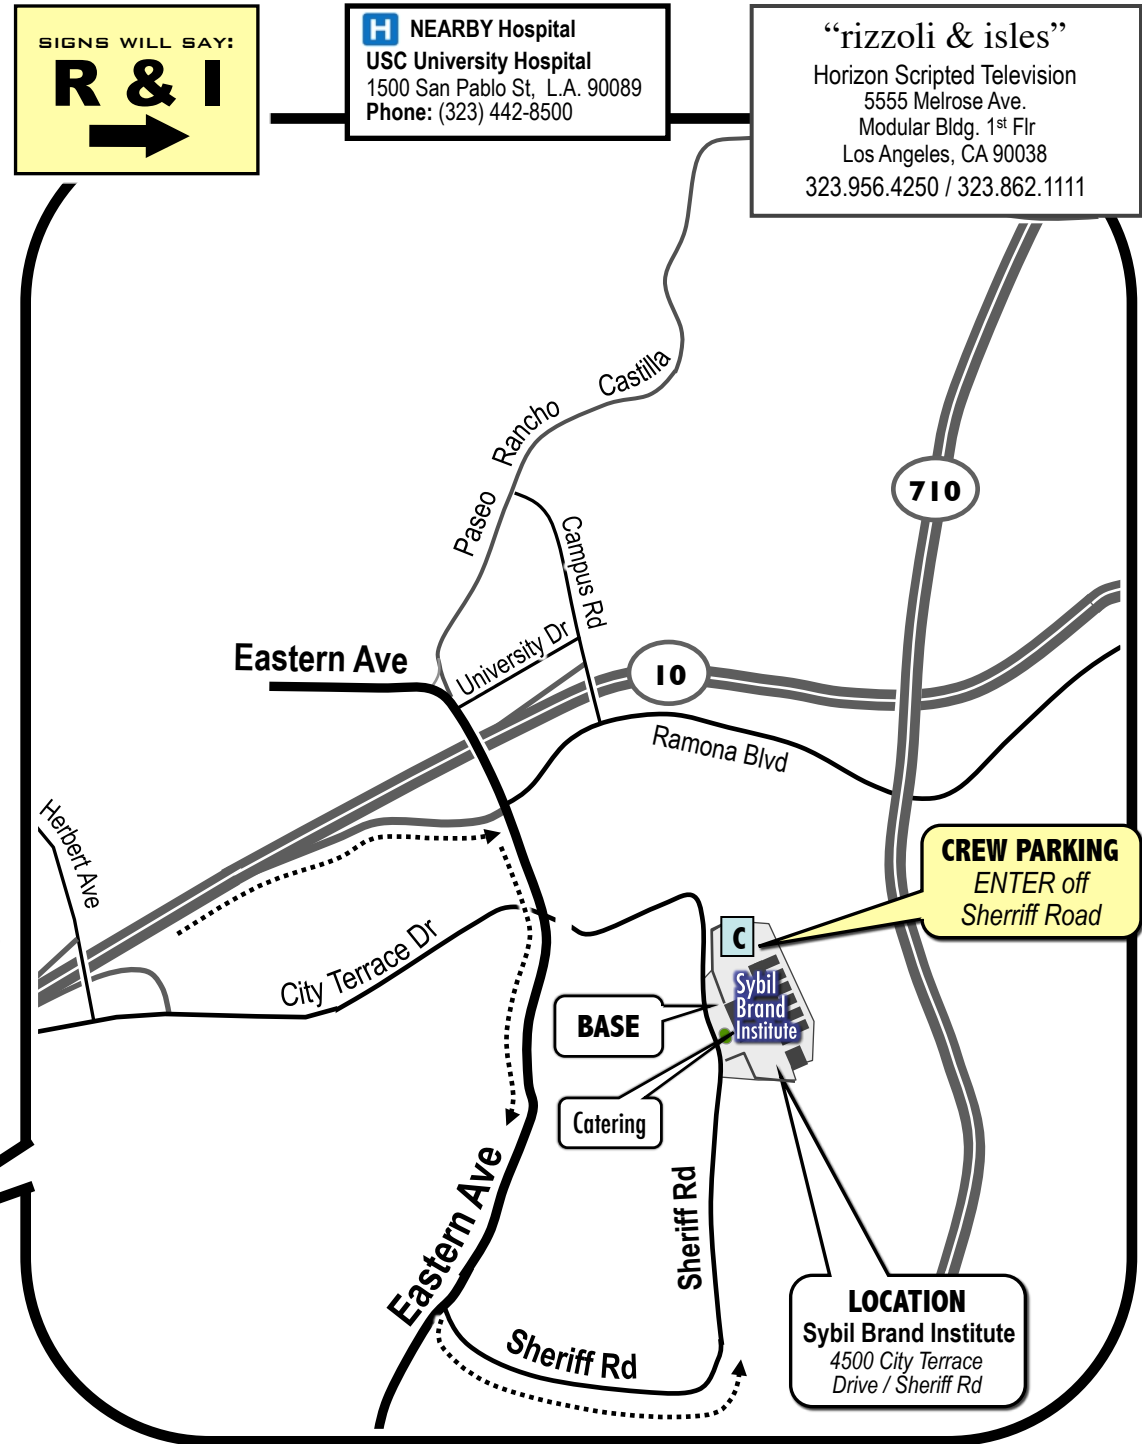 SIGNS WILL SAY:
R & I
H NEARBY Hospital
USC University Hospital
1500 San Pablo St, L.A. 90089
Phone: (323) 442-8500
“rizzoli & isles”
Horizon Scripted Television
5555 Melrose Ave.
Modular Bldg. 1st Flr
Los Angeles, CA 90038
323.956.4250 / 323.862.1111
Paseo Rancho Castilla
710
Campus Rd
University Dr
Eastern Ave
10
Ramona Blvd
Herbert Ave
CREW PARKING
ENTER off
Sherriff Road
City Terrace Dr
C
Sybil
Brand
Institute
BASE
Catering
Eastern Ave
Sheriff Rd
Sheriff Rd
LOCATION
Sybil Brand Institute
4500 City Terrace
Drive / Sheriff Rd